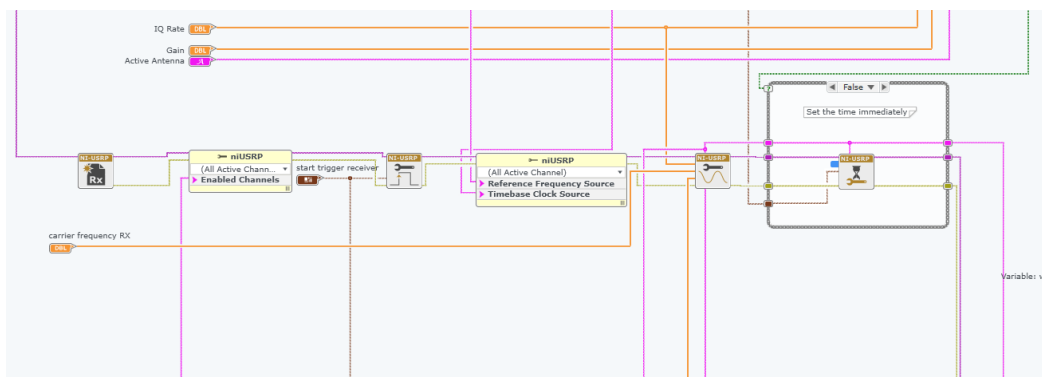 IQ Rate
DBL
Gain
DBL
Active Antenna
False
Set the time immediately
NI-USRP
Rx
niUSRP
(All Active Chann...
Enabled Channels
start trigger receiver
NI-USRP
niUSRP
(All Active Channel)
Reference Frequency Source
Timebase Clock Source
NI-USRP
NI-USRP
carrier frequency RX
DBL
Variable: